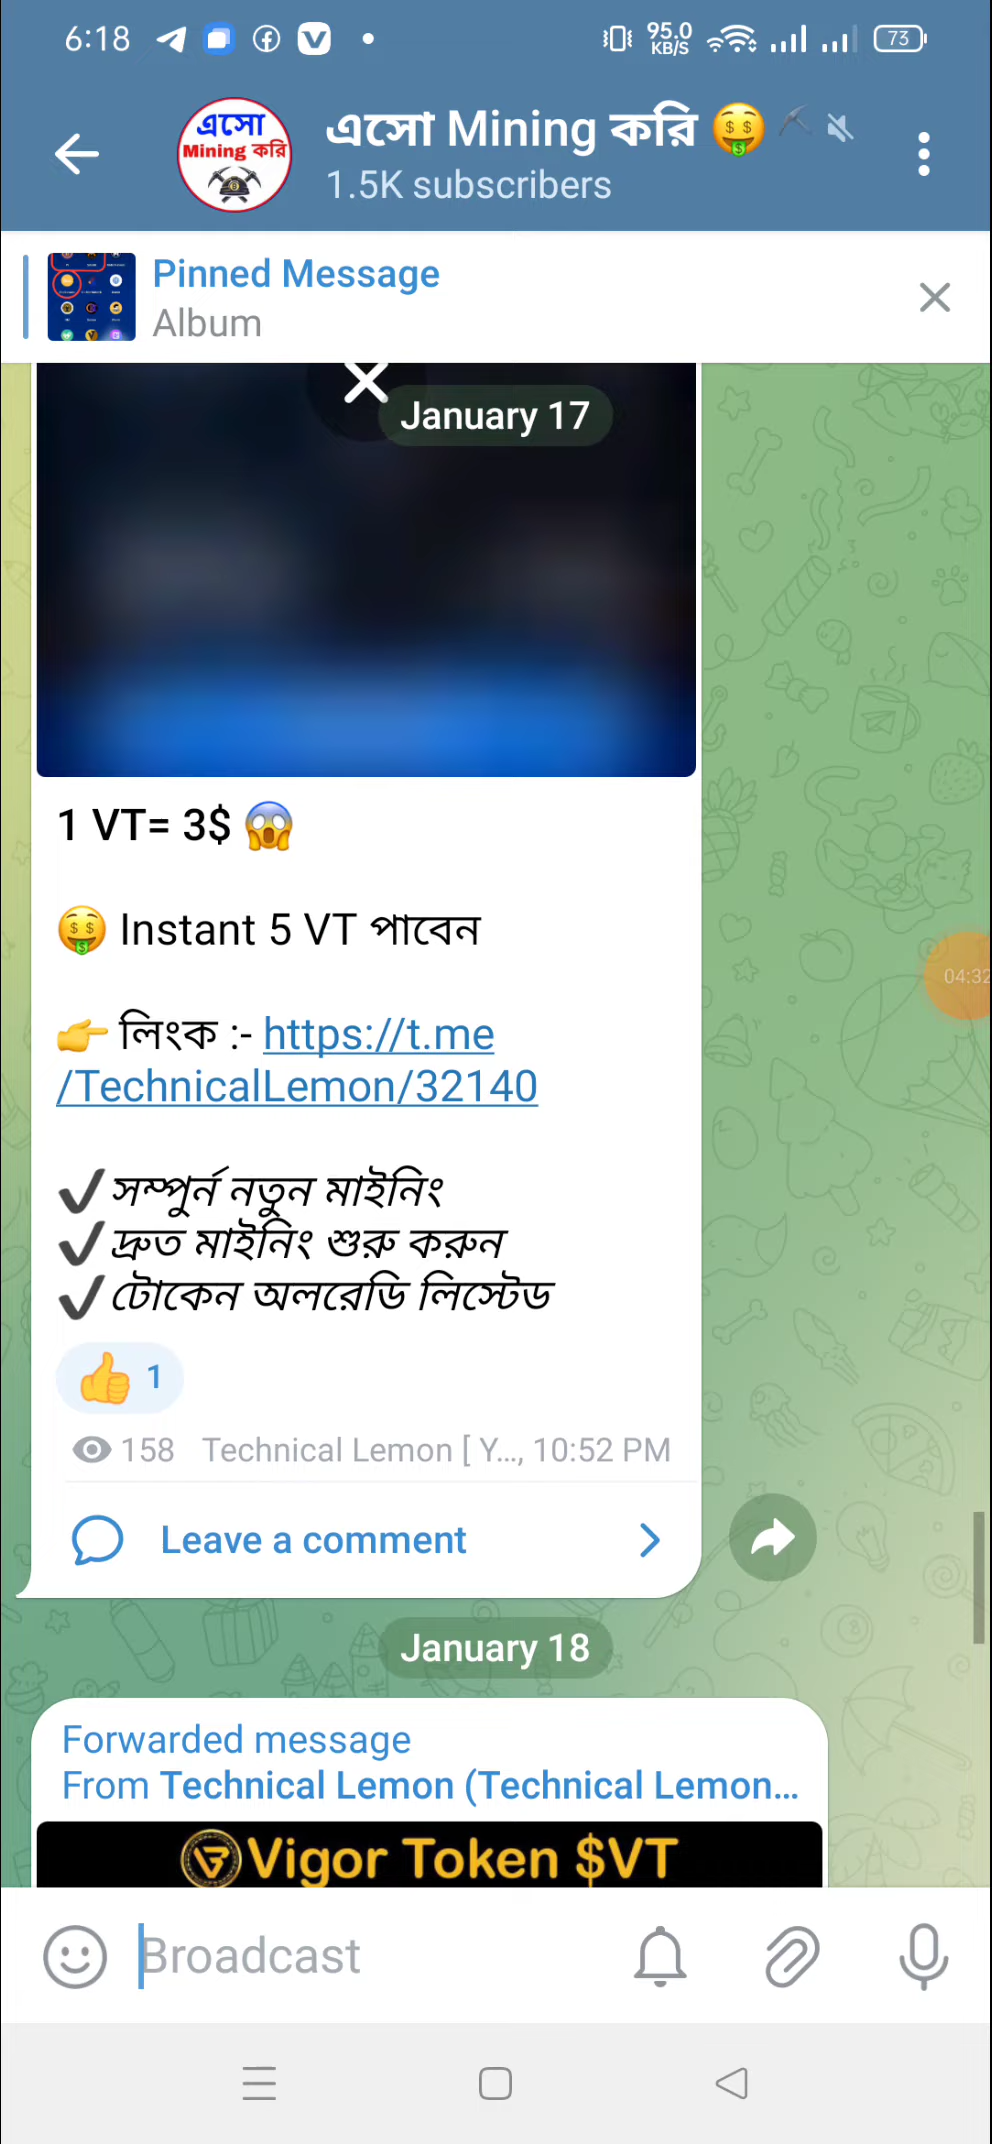 6:18
95.0
KB/S
73
এসো
Mining করি
এসো Mining করি 🤑 ⛏
1.5K subscribers
Pinned Message
Album
January 17
1 VT= 3$ 😱
🤑 Instant 5 VT পাবেন
👉 লিংক :- https://t.me
/TechnicalLemon/32140
✔সম্পুর্ন নতুন মাইনিং
✔দ্রুত মাইনিং শুরু করুন
✔টোকেন অলরেডি লিস্টেড
👍 1
158 Technical Lemon [ Y..., 10:52 PM
Leave a comment
04:32
January 18
Forwarded message
From Technical Lemon (Technical Lemon...
Vigor Token $VT
Broadcast